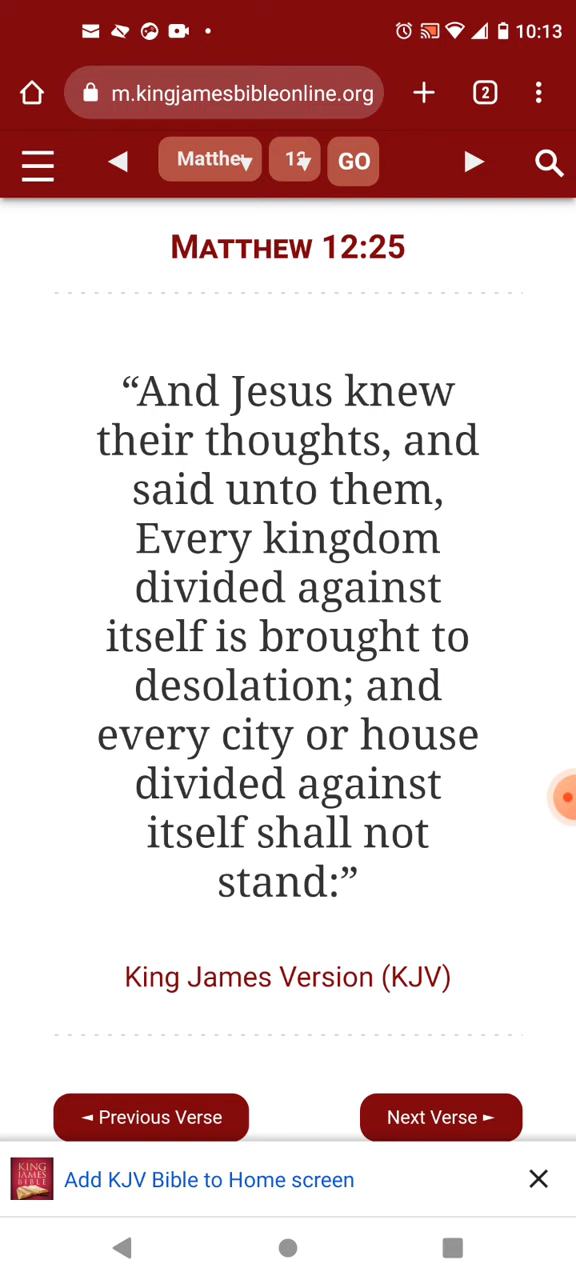 10:13
m.kingjamesbibleonline.org
2
Matthe
12
GO
MATTHEW 12:25
“And Jesus knew
their thoughts, and
said unto them,
Every kingdom
divided against
itself is brought to
desolation; and
every city or house
divided against
itself shall not
stand:”
King James Version (KJV)
◄ Previous Verse
Next Verse ►
KING
JAMES
BIBLE
Add KJV Bible to Home screen